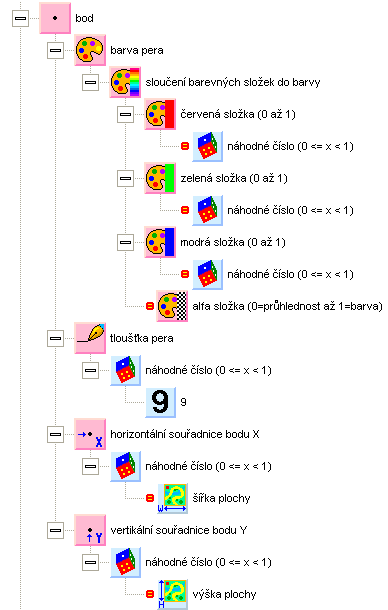 bod
barva pera
sloučení barevných složek do barvy
červená složka (0 až 1)
náhodné číslo (0 <= x < 1)
zelená složka (0 až 1)
náhodné číslo (0 <= x < 1)
modrá složka (0 až 1)
náhodné číslo (0 <= x < 1)
alfa složka (0=průhlednost až 1=barva)
tloušťka pera
náhodné číslo (0 <= x < 1)
9 9
X horizontální souřadnice bodu X
náhodné číslo (0 <= x < 1)
W šířka plochy
Y vertikální souřadnice bodu Y
náhodné číslo (0 <= x < 1)
H výška plochy